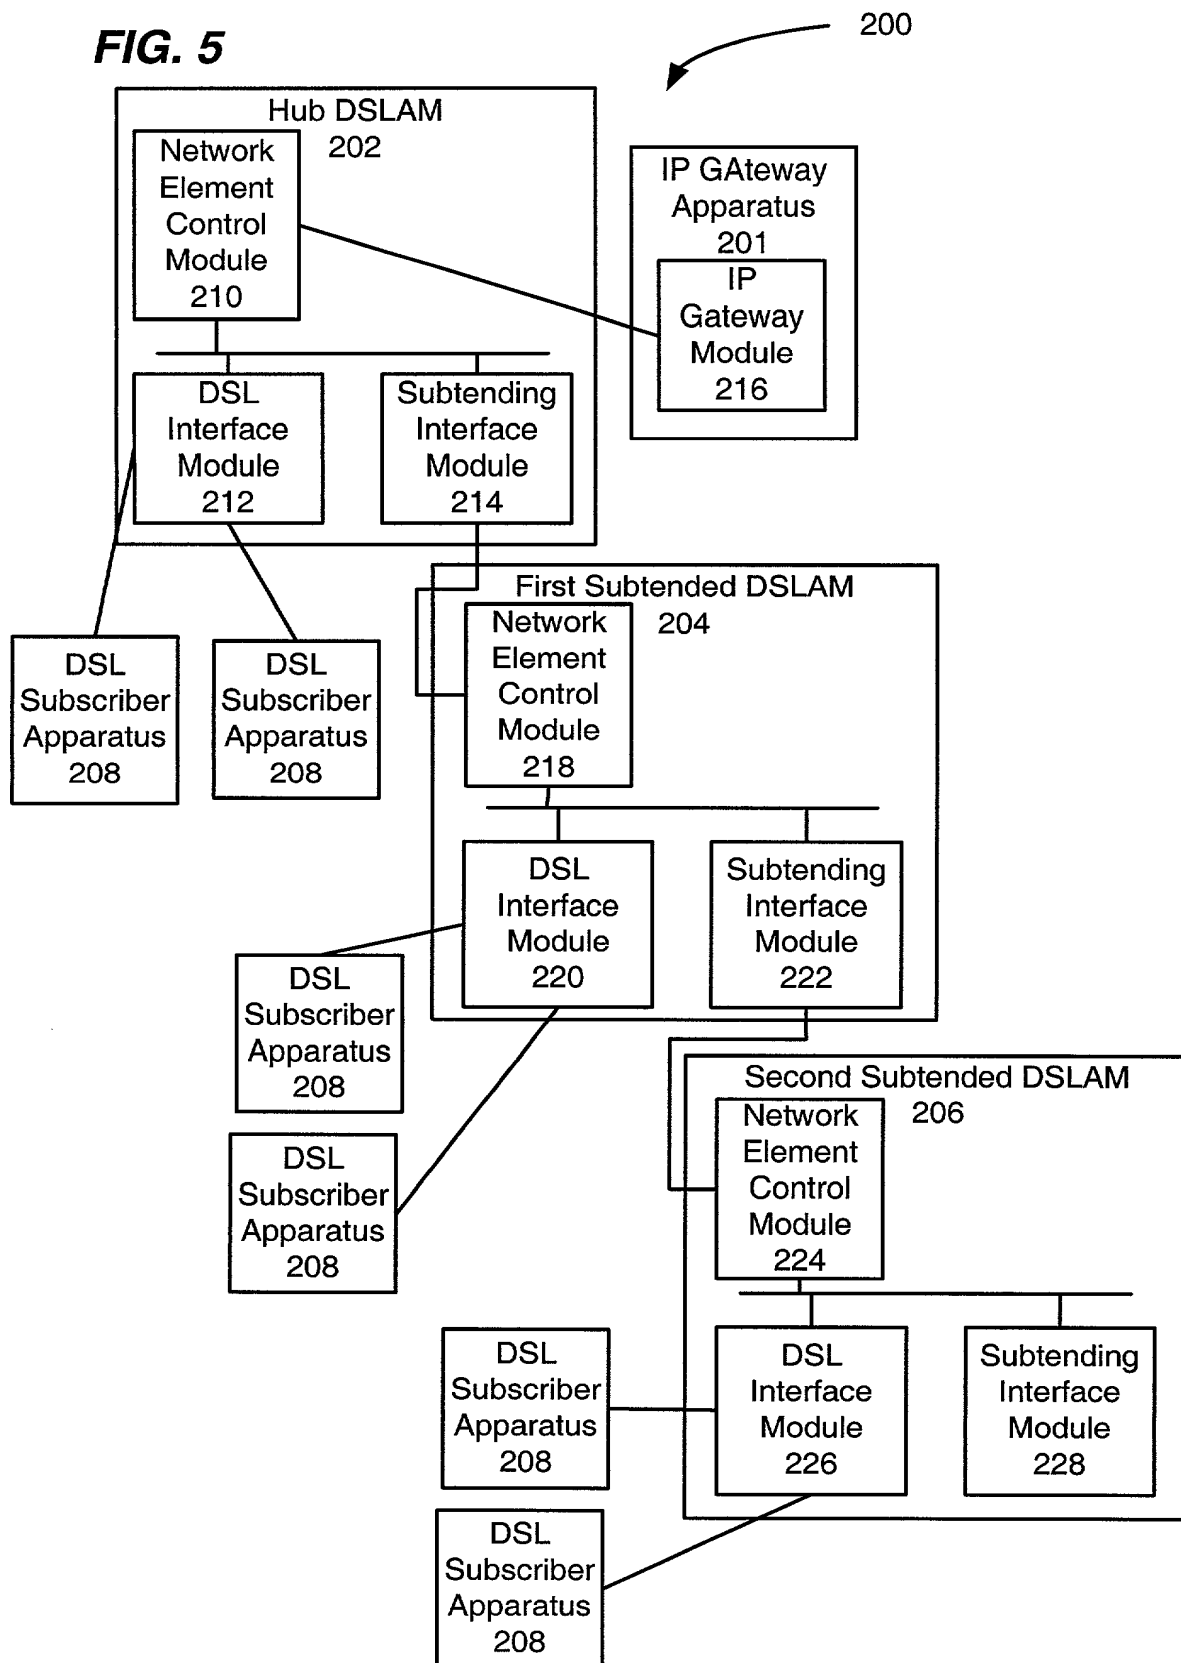 FIG. 5
200
Hub DSLAM
202
Network
Element
Control
Module
210
IP GAteway
Apparatus
201
IP
Gateway
Module
216
DSL
Interface
Module
212
Subtending
Interface
Module
214
First Subtended DSLAM
204
Network
Element
Control
Module
218
DSL
Subscriber
Apparatus
208
DSL
Subscriber
Apparatus
208
DSL
Interface
Module
220
Subtending
Interface
Module
222
DSL
Subscriber
Apparatus
208
DSL
Subscriber
Apparatus
208
Second Subtended DSLAM
206
Network
Element
Control
Module
224
DSL
Interface
Module
226
Subtending
Interface
Module
228
DSL
Subscriber
Apparatus
208
DSL
Subscriber
Apparatus
208